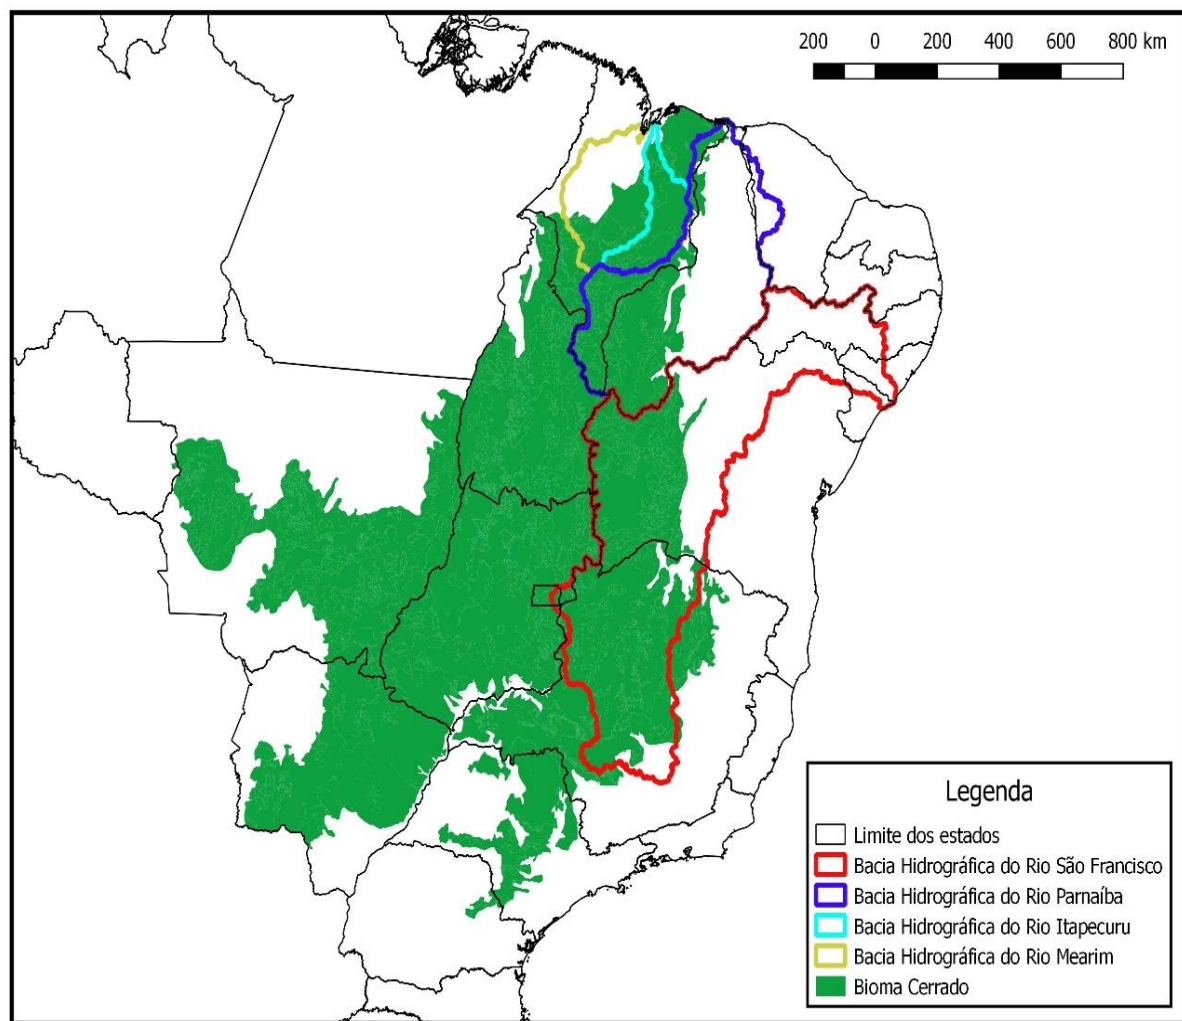 200 0 200 400 600 800 km
Legenda
Limite dos estados
Bacia Hidrográfica do Rio São Francisco
Bacia Hidrográfica do Rio Parnaíba
Bacia Hidrográfica do Rio Itapecuru
Bacia Hidrográfica do Rio Mearim
Bioma Cerrado